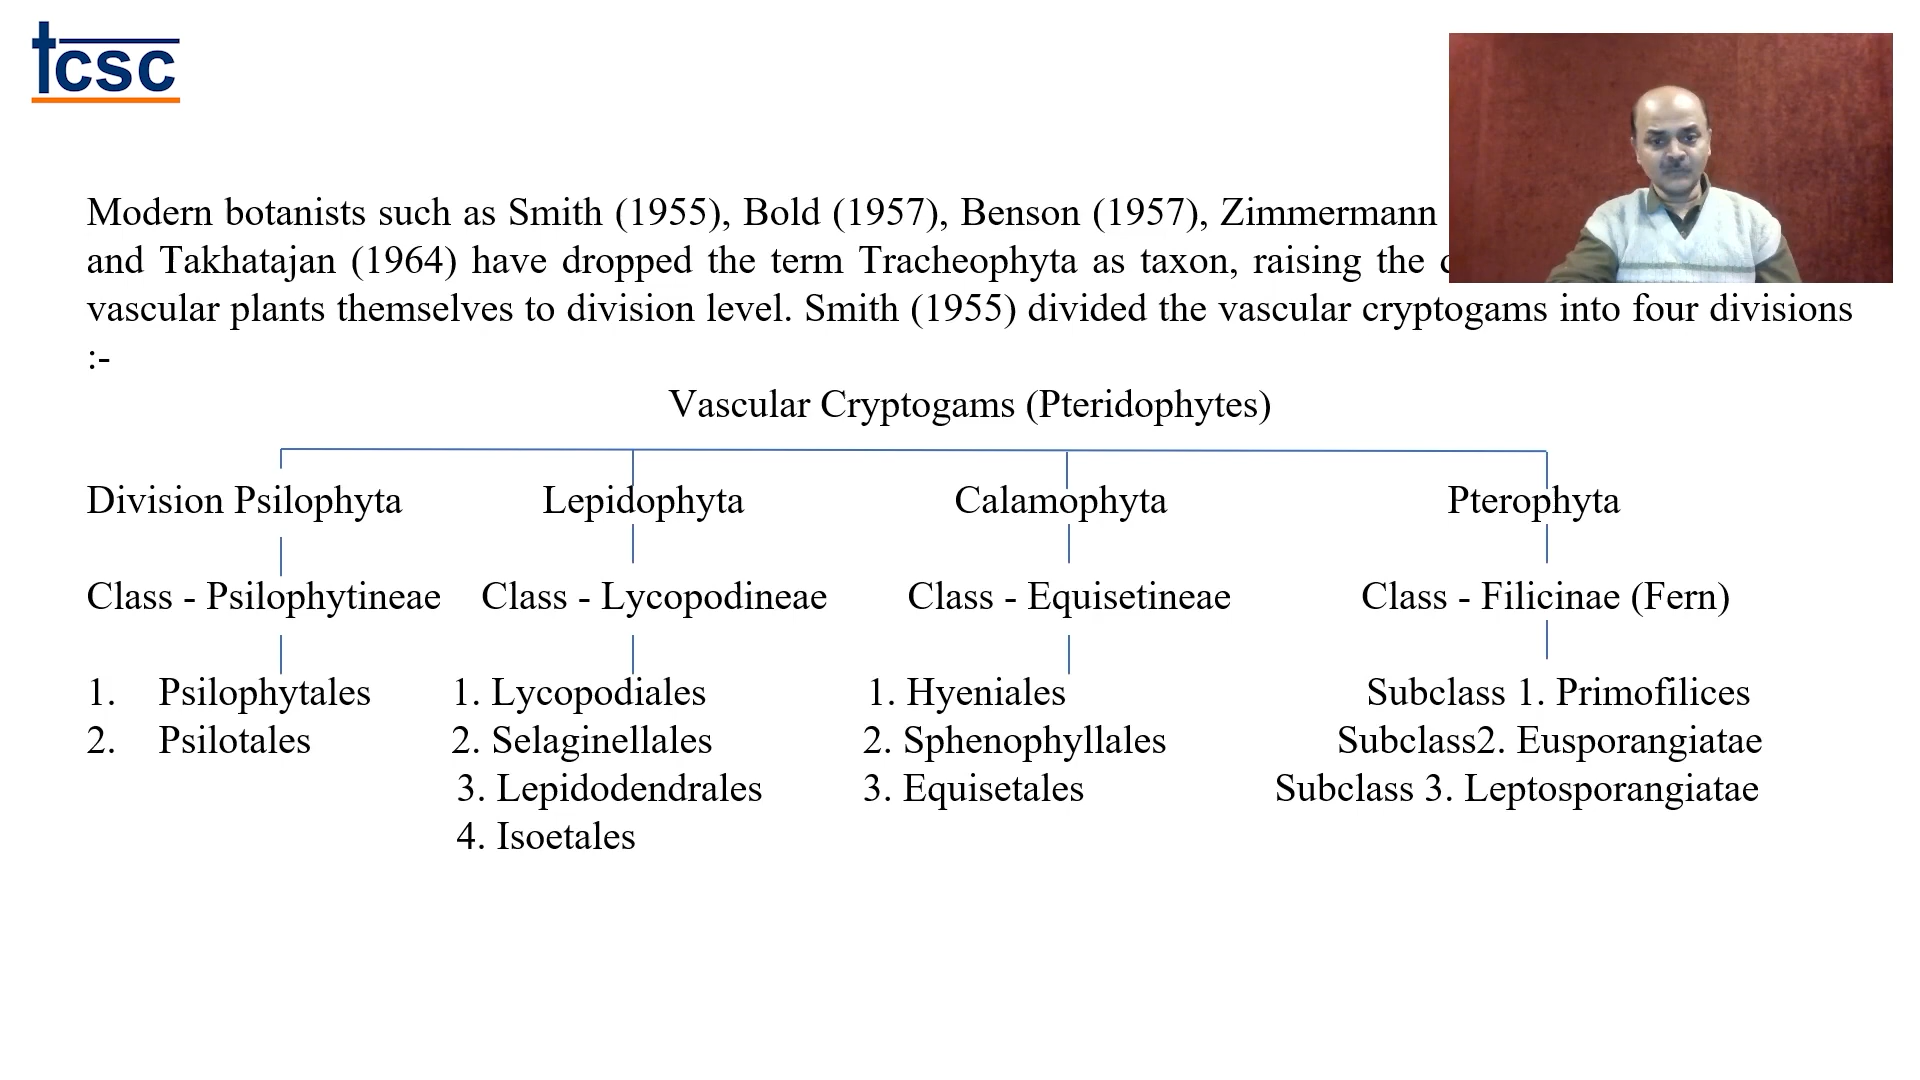 tcsc
Modern botanists such as Smith (1955), Bold (1957), Benson (1957), Zimmermann
and Takhatajan (1964) have dropped the term Tracheophyta as taxon, raising the
vascular plants themselves to division level. Smith (1955) divided the vascular cryptogams into four divisions
:-
Vascular Cryptogams (Pteridophytes)
Division Psilophyta Lepidophyta Calamophyta Pterophyta
Class - Psilophytineae Class - Lycopodineae Class - Equisetineae Class - Filicinae (Fern)
1. Psilophytales 1. Lycopodiales 1. Hyeniales Subclass 1. Primofilices
2. Psilotales 2. Selaginellales 2. Sphenophyllales Subclass2. Eusporangiatae
3. Lepidodendrales 3. Equisetales Subclass 3. Leptosporangiatae
4. Isoetales